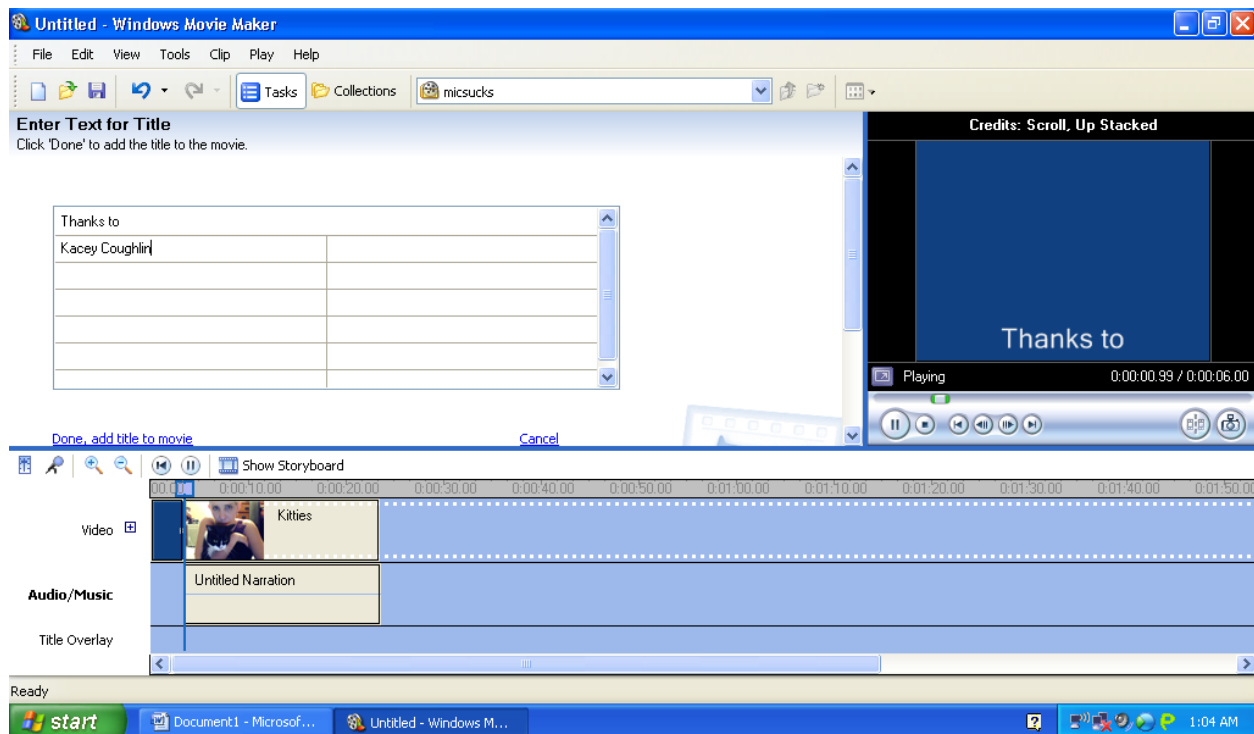 Untitled - Windows Movie Maker
File Edit View Tools Clip Play Help
Tasks Collections micsucks
Enter Text for Title
Click 'Done' to add the title to the movie.
Thanks to
Kacey Coughlin
Done, add title to movie Cancel
Credits: Scroll, Up Stacked
Thanks to
Playing 0:00:00.99 / 0:00:06.00
Show Storyboard
0:00:10.00 0:00:20.00 0:00:30.00 0:00:40.00 0:00:50.00 0:01:00.00 0:01:10.00 0:01:20.00 0:01:30.00 0:01:40.00
Video Kitties
Audio/Music Untitled Narration
Title Overlay
Ready
start Document1 - Microsof... Untitled - Windows M... 1:04 AM